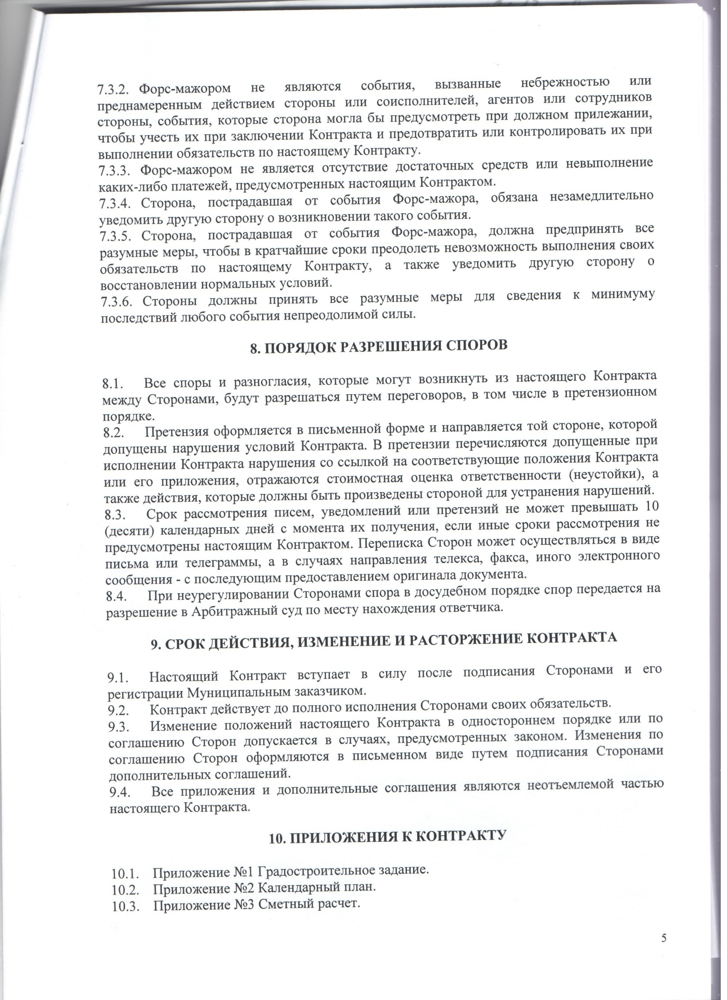 7.3.2. Форс-мажором не являются события, вызванные небрежностью или
преднамеренным действием стороны или соисполнителей, агентов или сотрудников
стороны, события, которые сторона могла бы предусмотреть при должном прилежании,
чтобы учесть их при заключении Контракта и предотвратить или контролировать их при
выполнении обязательств по настоящему Контракту.
7.3.3. Форс-мажором не является отсутствие достаточных средств или невыполнение
каких-либо платежей, предусмотренных настоящим Контрактом.
7.3.4. Сторона, пострадавшая от события Форс-мажора, обязана незамедлительно
уведомить другую сторону о возникновении такого события.
7.3.5. Сторона, пострадавшая от события Форс-мажора, должна предпринять все
разумные меры, чтобы в кратчайшие сроки преодолеть невозможность выполнения своих
обязательств по настоящему Контракту, а также уведомить другую сторону о
восстановлении нормальных условий.
7.3.6. Стороны должны принять все разумные меры для сведения к минимуму
последствий любого события непреодолимой силы.
8. ПОРЯДОК РАЗРЕШЕНИЯ СПОРОВ
8.1. Все споры и разногласия, которые могут возникнуть из настоящего Контракта
между Сторонами, будут разрешаться путем переговоров, в том числе в претензионном
порядке.
8.2. Претензия оформляется в письменной форме и направляется той стороне, которой
допущены нарушения условий Контракта. В претензии перечисляются допущенные при
исполнении Контракта нарушения со ссылкой на соответствующие положения Контракта
или его приложения, отражаются стоимостная оценка ответственности (неустойки), а
также действия, которые должны быть произведены стороной для устранения нарушений.
8.3. Срок рассмотрения писем, уведомлений или претензий не может превышать 10
(десяти) календарных дней с момента их получения, если иные сроки рассмотрения не
предусмотрены настоящим Контрактом. Переписка Сторон может осуществляться в виде
письма или телеграммы, а в случаях направления телекса, факса, иного электронного
сообщения - с последующим предоставлением оригинала документа.
8.4. При неурегулировании Сторонами спора в досудебном порядке спор передается на
разрешение в Арбитражный суд по месту нахождения ответчика.
9. СРОК ДЕЙСТВИЯ, ИЗМЕНЕНИЕ И РАСТОРЖЕНИЕ КОНТРАКТА
9.1. Настоящий Контракт вступает в силу после подписания Сторонами и его
регистрации Муниципальным заказчиком.
9.2. Контракт действует до полного исполнения Сторонами своих обязательств.
9.3. Изменение положений настоящего Контракта в одностороннем порядке или по
соглашению Сторон допускается в случаях, предусмотренных законом. Изменения по
соглашению Сторон оформляются в письменном виде путем подписания Сторонами
дополнительных соглашений.
9.4. Все приложения и дополнительные соглашения являются неотъемлемой частью
настоящего Контракта.
10. ПРИЛОЖЕНИЯ К КОНТРАКТУ
10.1. Приложение №1 Градостроительное задание.
10.2. Приложение №2 Календарный план.
10.3. Приложение №3 Сметный расчет.
5